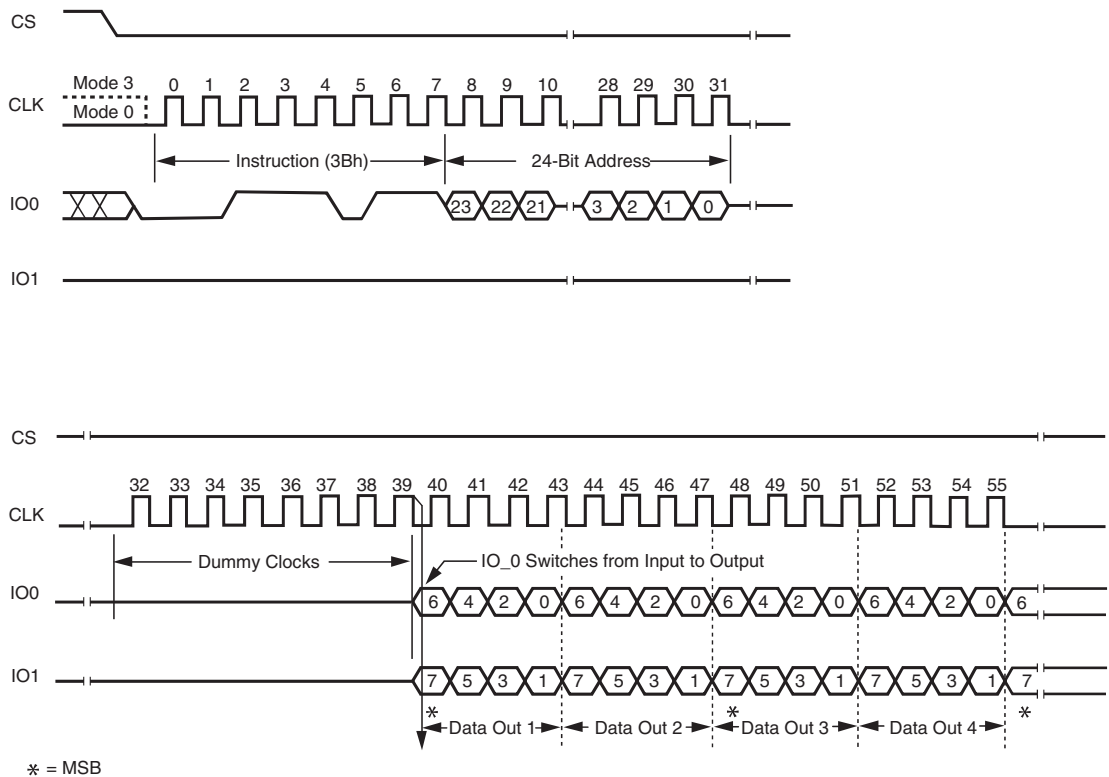 CS
Mode 3 0 1 2 3 4 5 6 7 8 9 10 28 29 30 31
CLK
Mode 0
Instruction (3Bh) 24-Bit Address
IO0 23 22 21 3 2 1 0
IO1
CS
32 33 34 35 36 37 38 39 40 41 42 43 44 45 46 47 48 49 50 51 52 53 54 55
CLK
Dummy Clocks IO_0 Switches from Input to Output
IO0 6 4 2 0 6 4 2 0 6 4 2 0 6 4 2 0 6
IO1 7 5 3 1 7 5 3 1 7 5 3 1 7 5 3 1 7
* * *
Data Out 1 Data Out 2 Data Out 3 Data Out 4
* = MSB